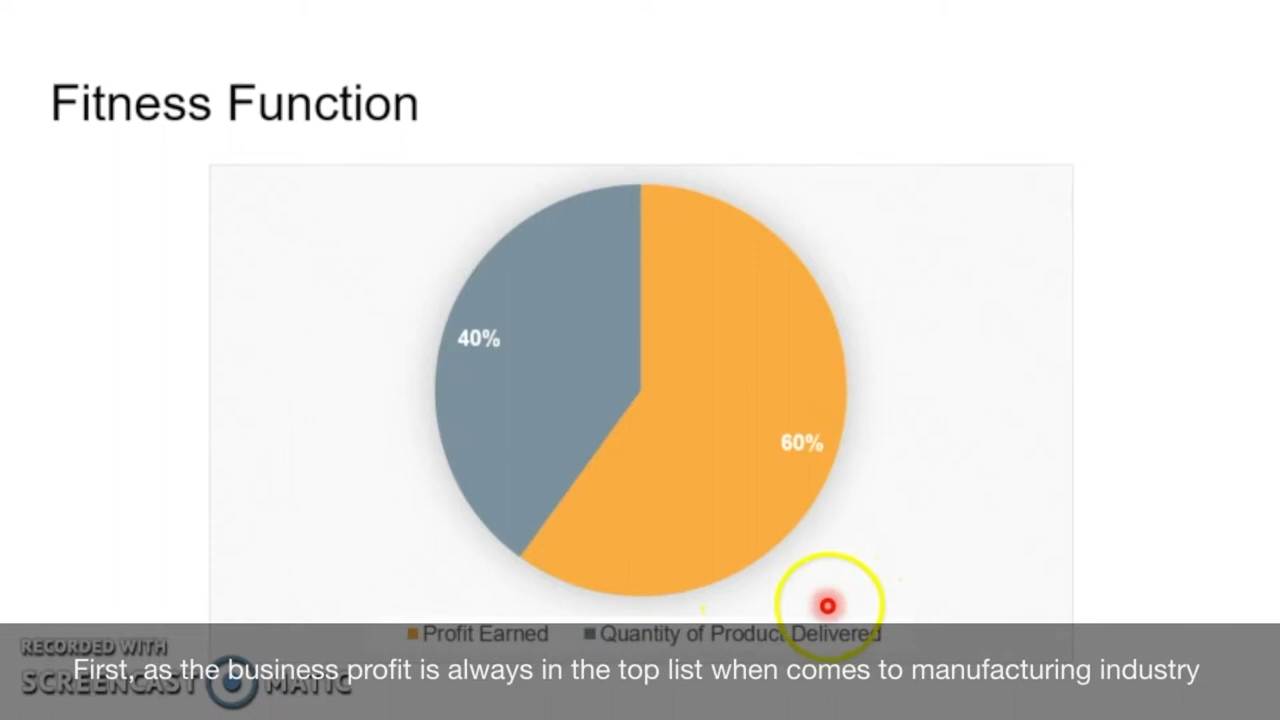 Fitness Function
40%
60%
Profit Earned
Quantity of Product Delivered
RECORDED WITH
SCREENCAST MATIC
First, as the business profit is always in the top list when comes to manufacturing industry